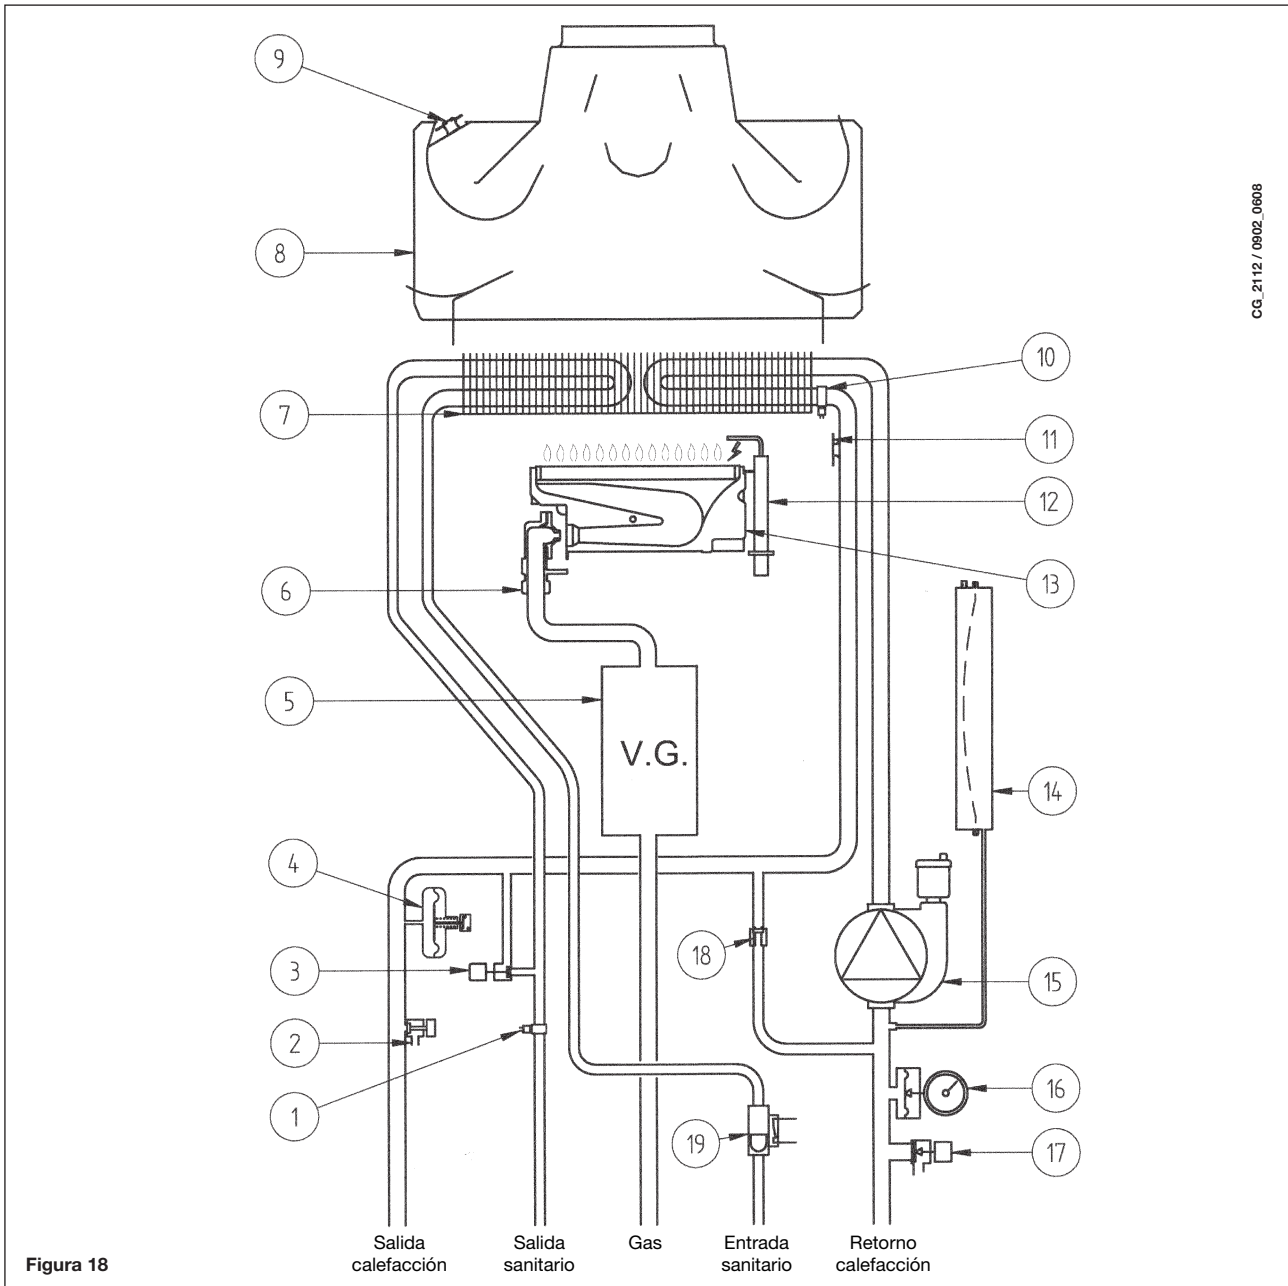 9
CG_2112 / 0902_0608
8
10
7
11
12
6
13
5
V.G.
14
4
18
3
15
2
16
1
19
17
Salida
calefacción
Salida
sanitario
Gas
Entrada
sanitario
Retorno
calefacción
Figura 18